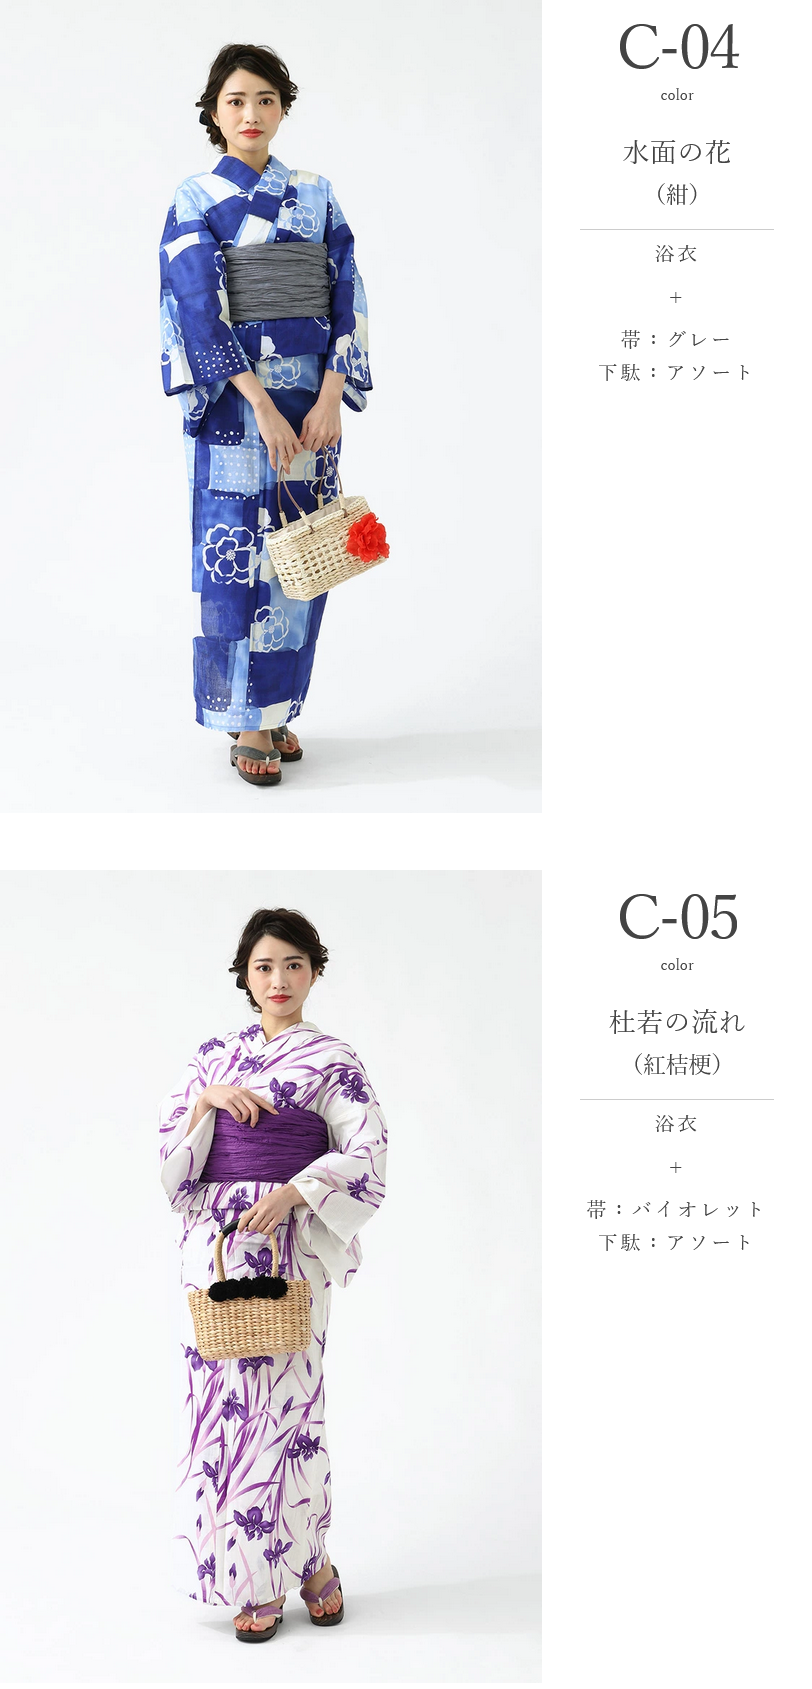 C-04
color
水面の花
（紺）
浴衣
+
帯：グレー
下駄：アソート
C-05
color
杜若の流れ
（紅桔梗）
浴衣
+
帯：バイオレット
下駄：アソート